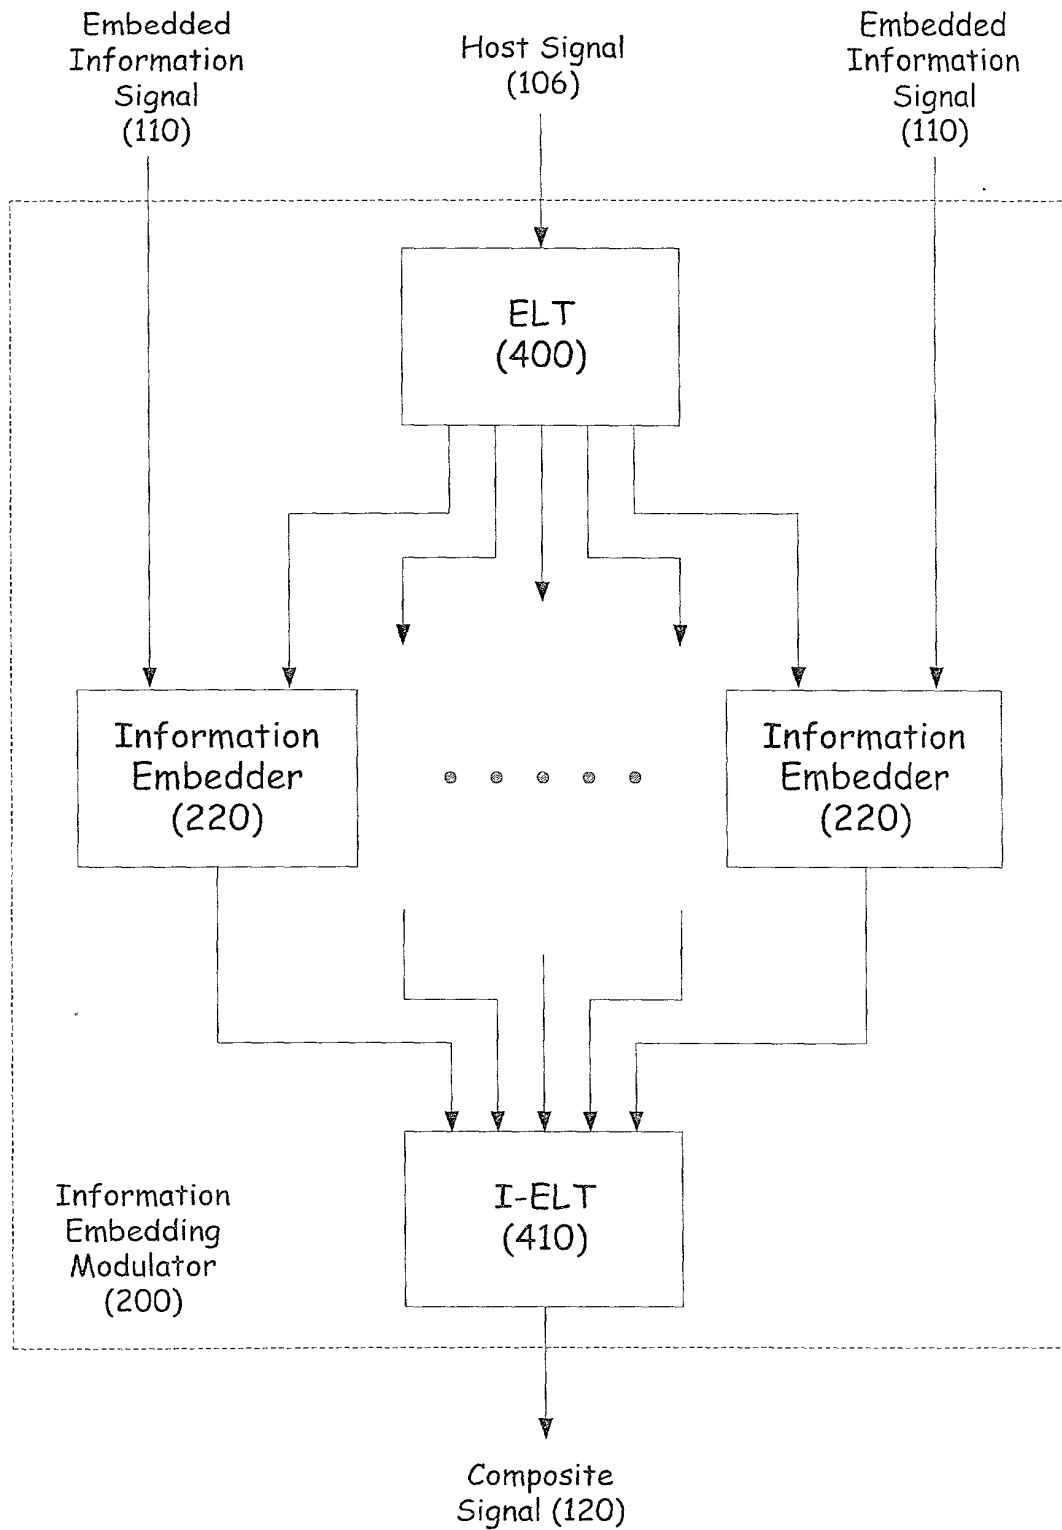 Embedded
Information
Signal
(110)
Host Signal
(106)
Embedded
Information
Signal
(110)
ELT
(400)
Information
Embedder
(220)
Information
Embedder
(220)
I-ELT
(410)
Information
Embedding
Modulator
(200)
Composite
Signal (120)